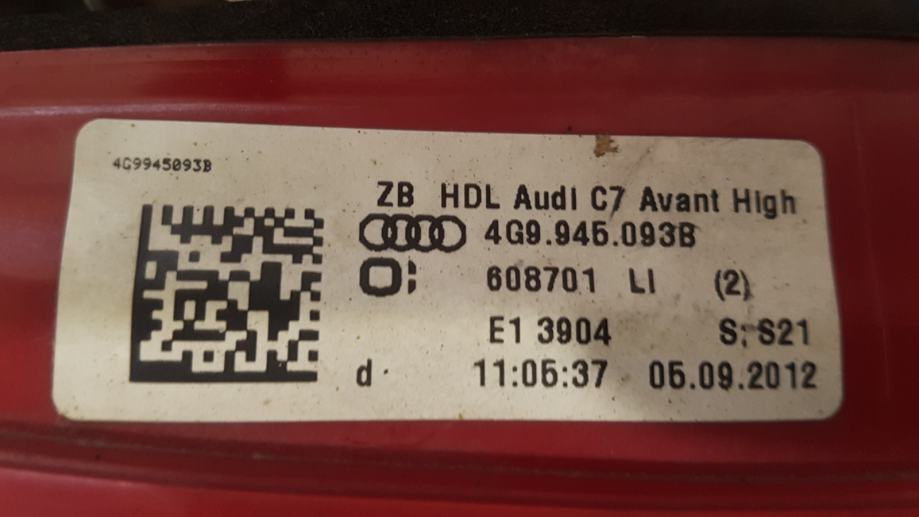 4G9945093B
ZB HDL Audi C7 Avant High
4G9.945.093B
608701 LI (2)
E1 3904 S; S21
d 11:05:37 05.09.2012